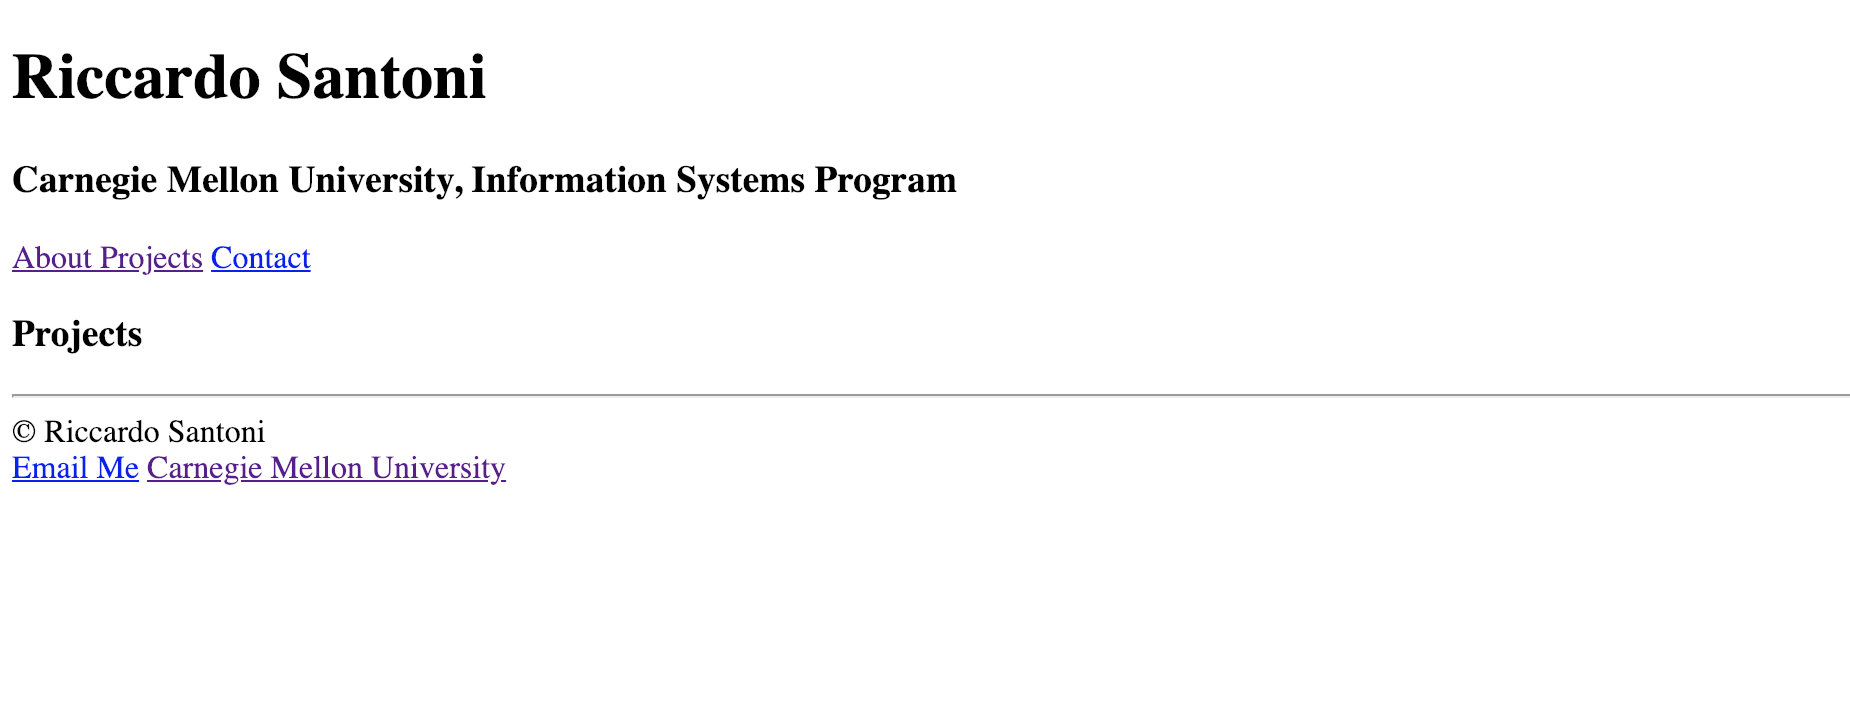 Riccardo Santoni
Carnegie Mellon University, Information Systems Program
About Projects Contact
Projects
© Riccardo Santoni
Email Me Carnegie Mellon University